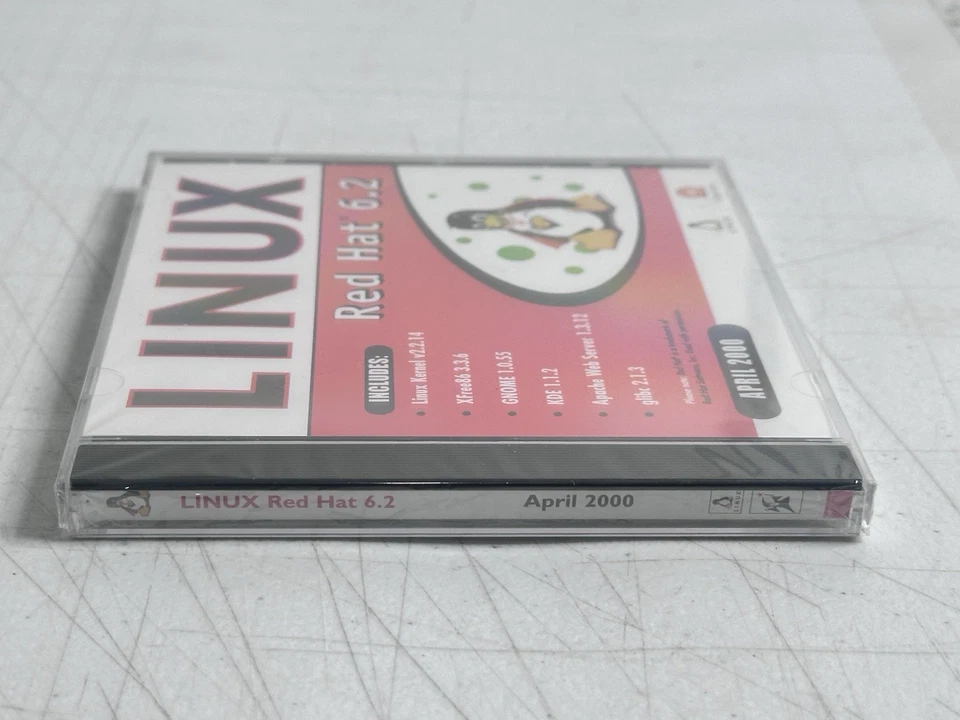 LINUX
Red Hat 6.2
INCLUDES:
• Linux Kernel v2.2.14
• XFree86 3.3.6
• GNOME 1.0.55
• KDE 1.1.2
• Apache Web Server 1.3.12
• glibc 2.1.3
APRIL 2000
LINUX Red Hat 6.2
April 2000
LINUX